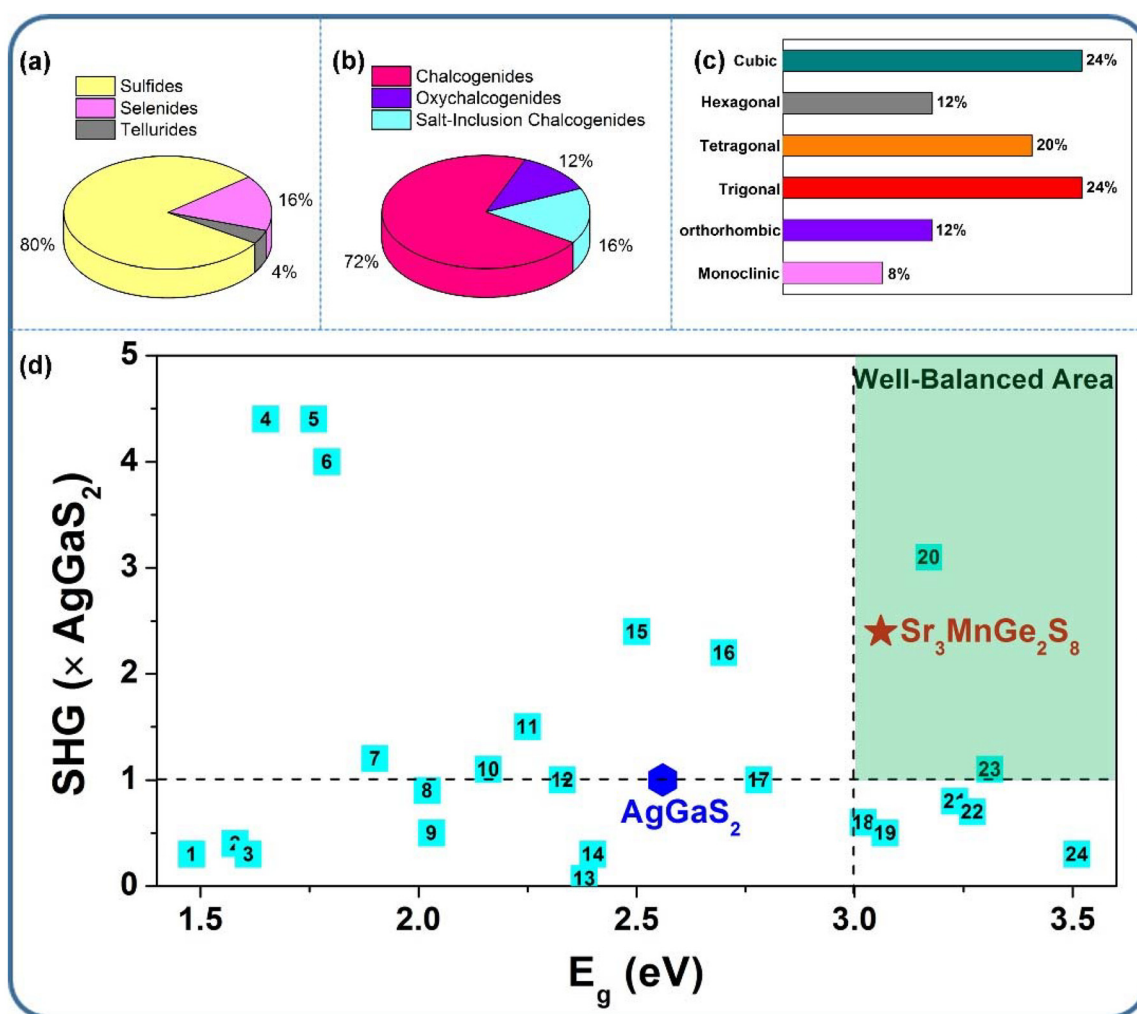 (a)
Sulfides
Selenides
Tellurides
80%
16%
4%
(b)
Chalcogenides
Oxychalcogenides
Salt-Inclusion Chalcogenides
12%
72%
16%
(c)
Cubic 24%
Hexagonal 12%
Tetragonal 20%
Trigonal 24%
orthorhombic 12%
Monoclinic 8%
(d)
Well-Balanced Area
SHG (× AgGaS₂)
5
4
3
2
1
0
4 5
6
20
15
Sr₃MnGe₂S₈
16
11
7
10
23
8
12
17
AgGaS₂
9
21
22
18
19
1
2
3
14
13
24
1.5 2.0 2.5 3.0 3.5
E_g (eV)